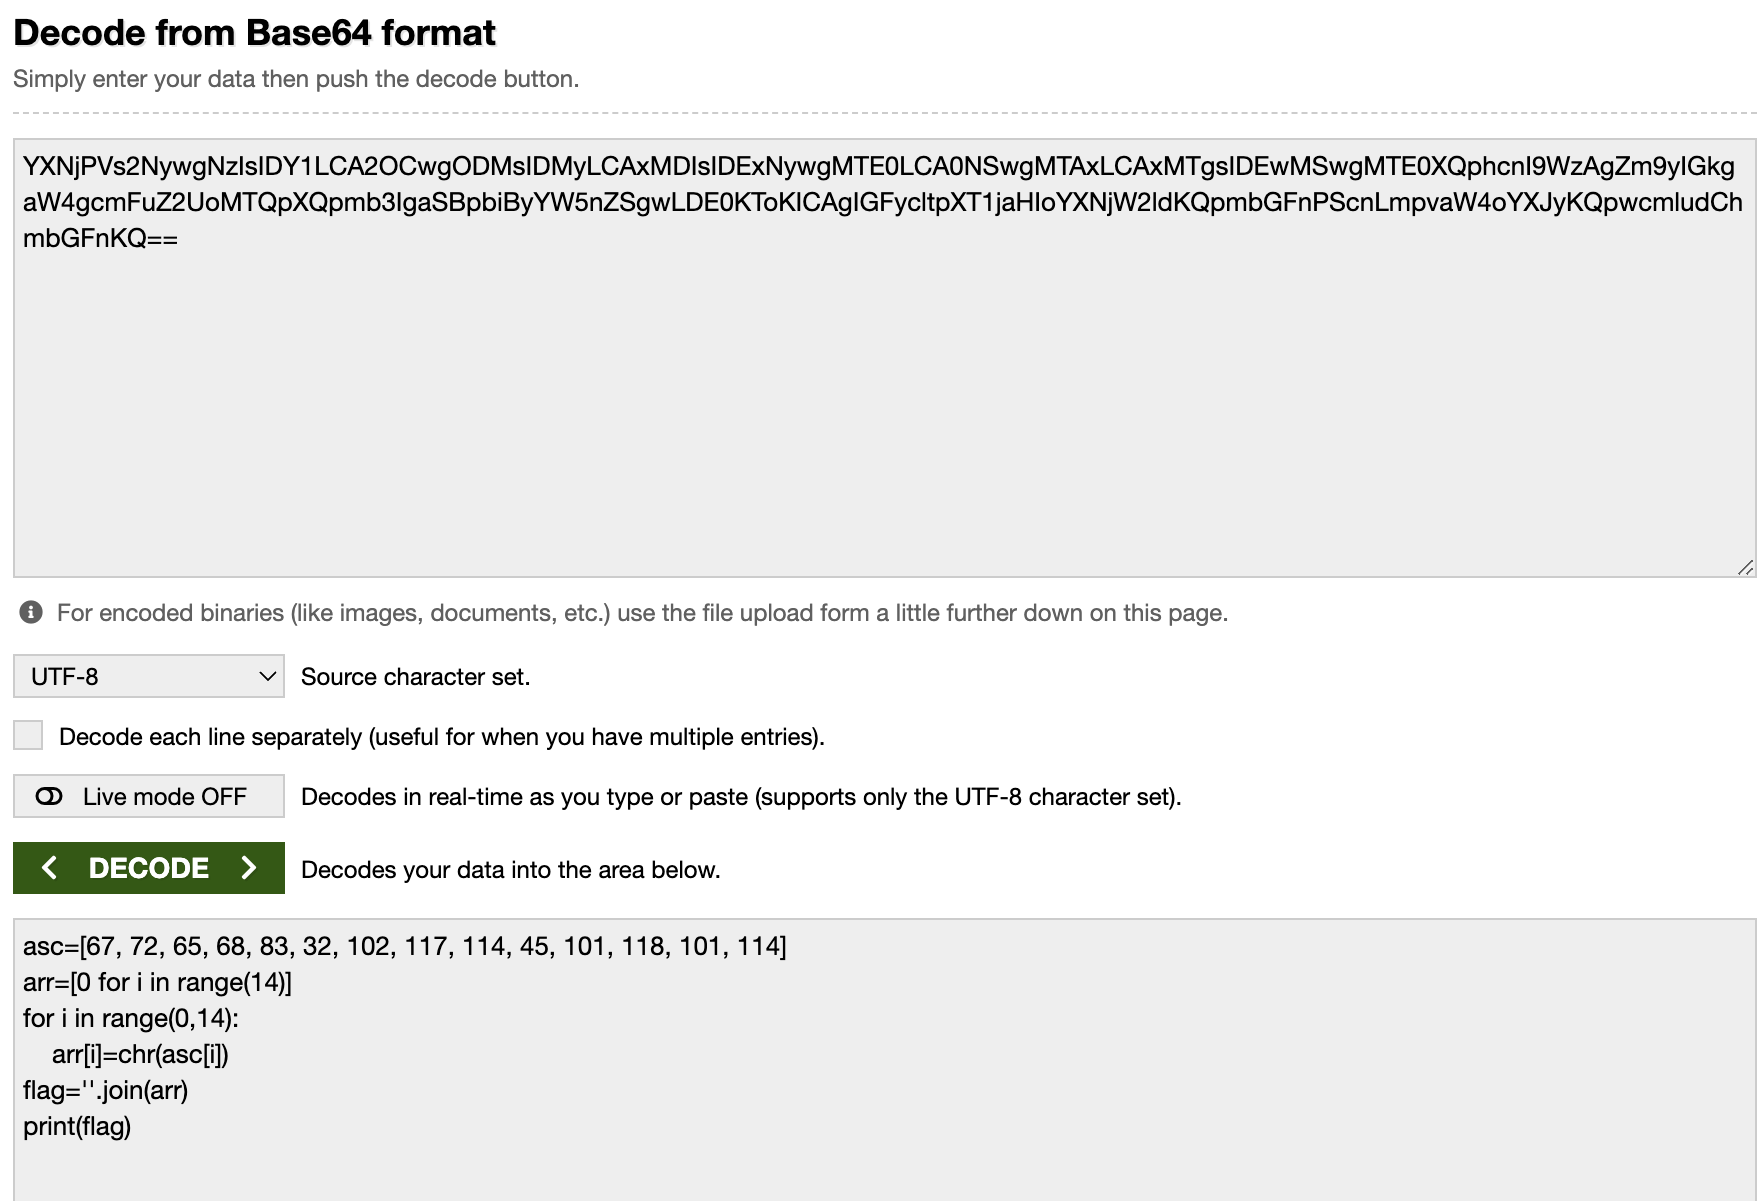 Decode from Base64 format
Simply enter your data then push the decode button.
YXNjPVs2NywgNzIsIDY1LCA2OCwgODMsIDMyLCAxMDIsIDExNywgMTE0LCA0NSwgMTAxLCAxMTgsIDEwMSwgMTE0XQphcnI9WzAgZm9yIGkg
aW4gcmFuZ2UoMTQpXQpmb3IgaSBpbiByYW5nZSgwLDE0KToKICAgIGFycltpXT1jaHIoYXNjW2ldKQpmbGFnPScnLmpvaW4oYXJyKQpwcmludCh
mbGFnKQ==
For encoded binaries (like images, documents, etc.) use the file upload form a little further down on this page.
UTF-8 Source character set.
Decode each line separately (useful for when you have multiple entries).
Live mode OFF Decodes in real-time as you type or paste (supports only the UTF-8 character set).
< DECODE > Decodes your data into the area below.
asc=[67, 72, 65, 68, 83, 32, 102, 117, 114, 45, 101, 118, 101, 114]
arr=[0 for i in range(14)]
for i in range(0,14):
    arr[i]=chr(asc[i])
flag=''.join(arr)
print(flag)